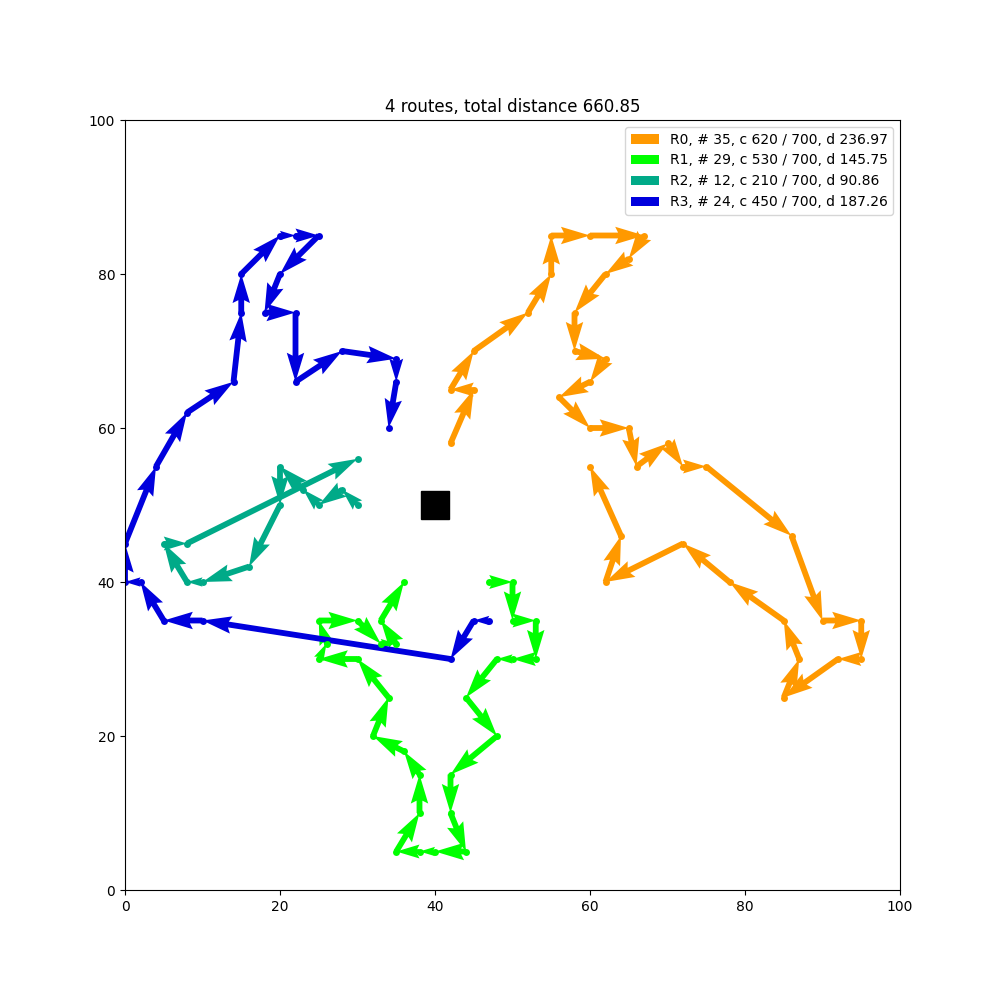 4 routes, total distance 660.85
100
R0, # 35, c 620 / 700, d 236.97
R1, # 29, c 530 / 700, d 145.75
R2, # 12, c 210 / 700, d 90.86
R3, # 24, c 450 / 700, d 187.26
80
60
40
20
0
0 20 40 60 80 100